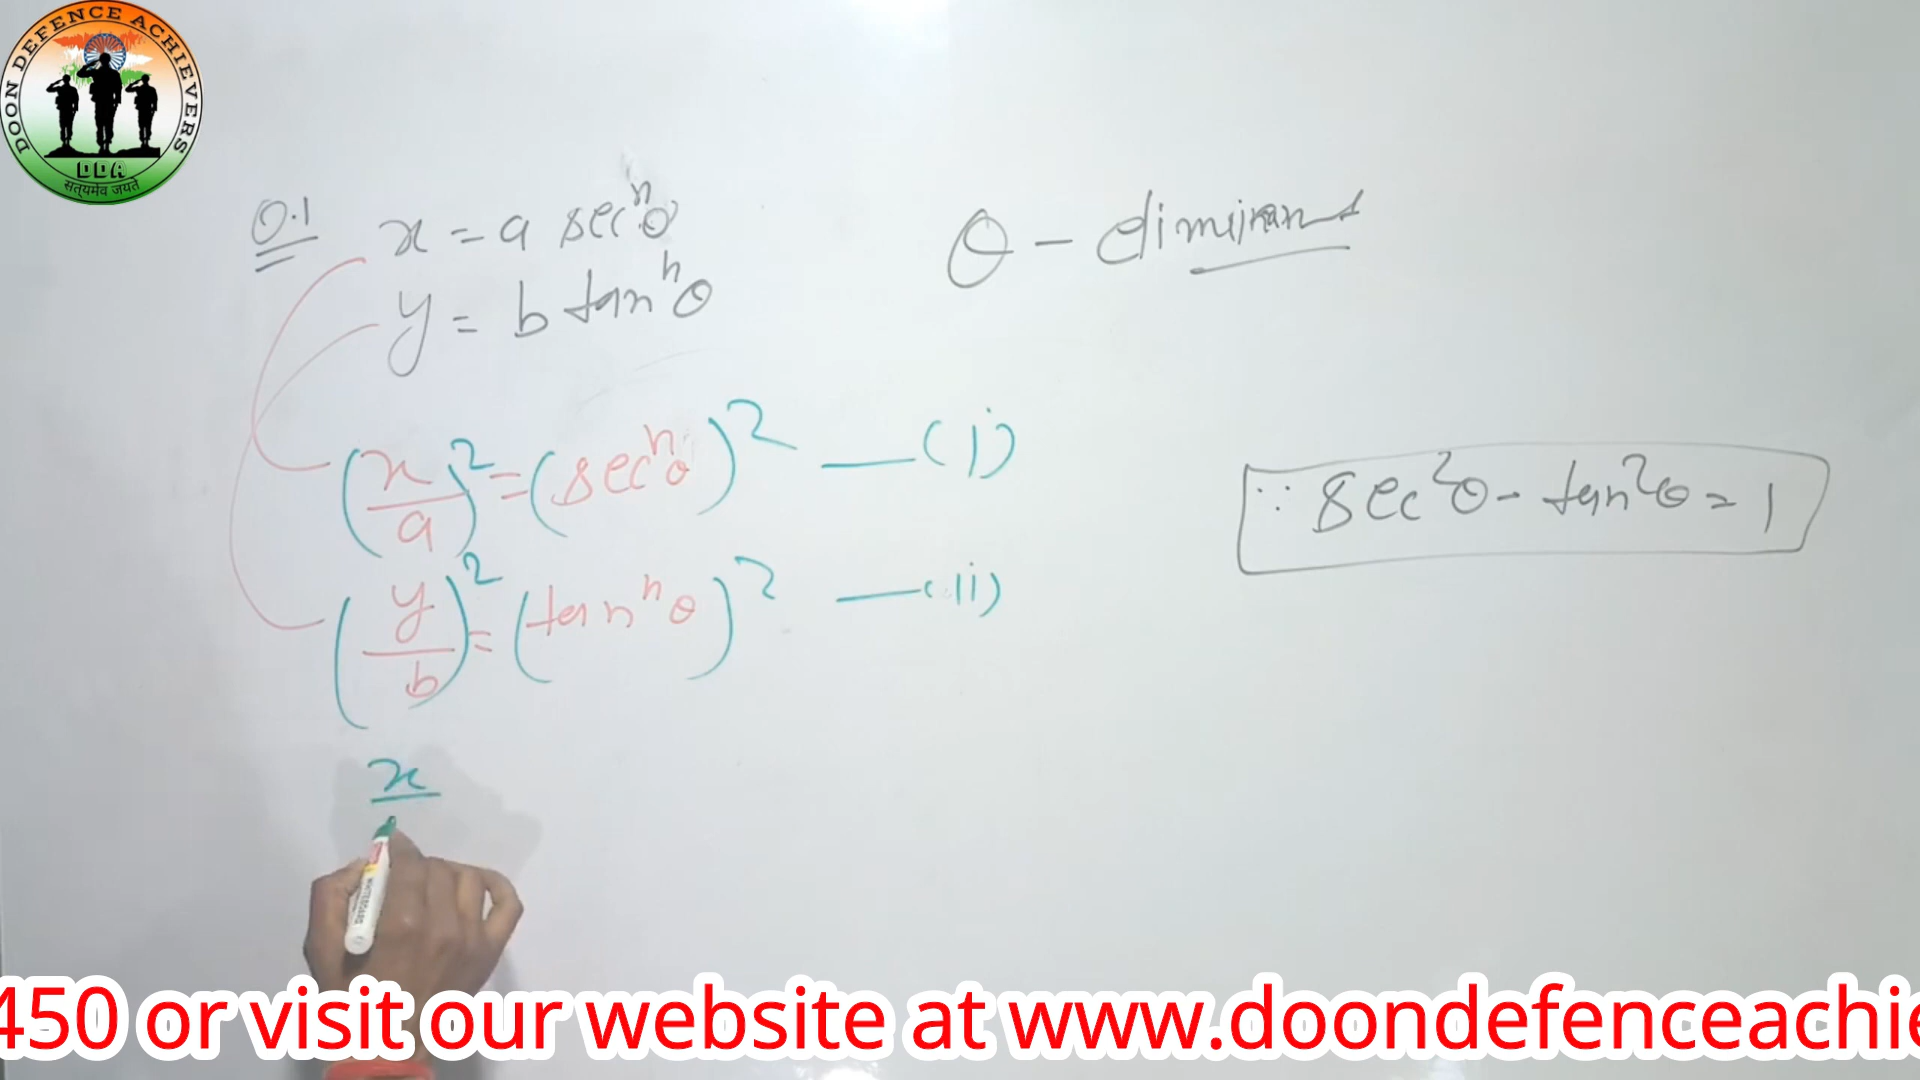 DOON DEFENCE ACHIEVERS
DDA
सत्यमेव जयते
Q.1 x = a secⁿθ
y = b tanⁿθ
θ -
(x/a)² = (secⁿθ)² —(i)
(y/b)² = (tanⁿθ)² —(ii)
∵ sec²θ - tan²θ = 1
x
450 or visit our website at www.doondefenceachie